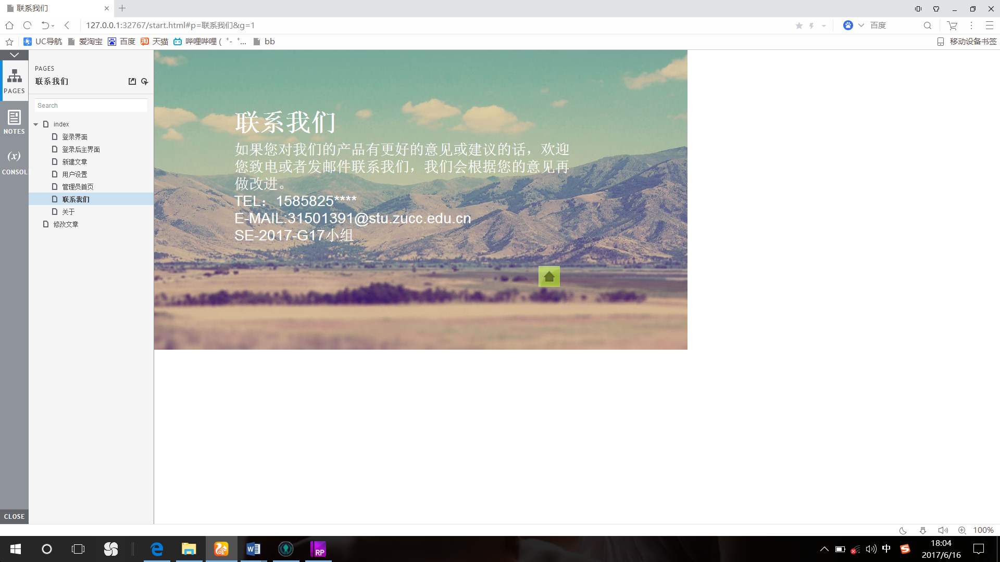 联系我们
127.0.0.1:32767/start.html#p=联系我们&g=1
百度
UC导航
爱淘宝
百度
天猫
哔哩哔哩 ( ゜- ゜...
bb
移动设备书签
PAGES
NOTES
CONSOL
CLOSE
PAGES
联系我们
Search
index
登录界面
登录后主界面
新建文章
用户设置
管理员首页
联系我们
关于
修改文章
联系我们
如果您对我们的产品有更好的意见或建议的话，欢迎
您致电或者发邮件联系我们，我们会根据您的意见再
做改进。
TEL：1585825****
E-MAIL:31501391@stu.zucc.edu.cn
SE-2017-G17小组
100%
RP
中
18:04
2017/6/16